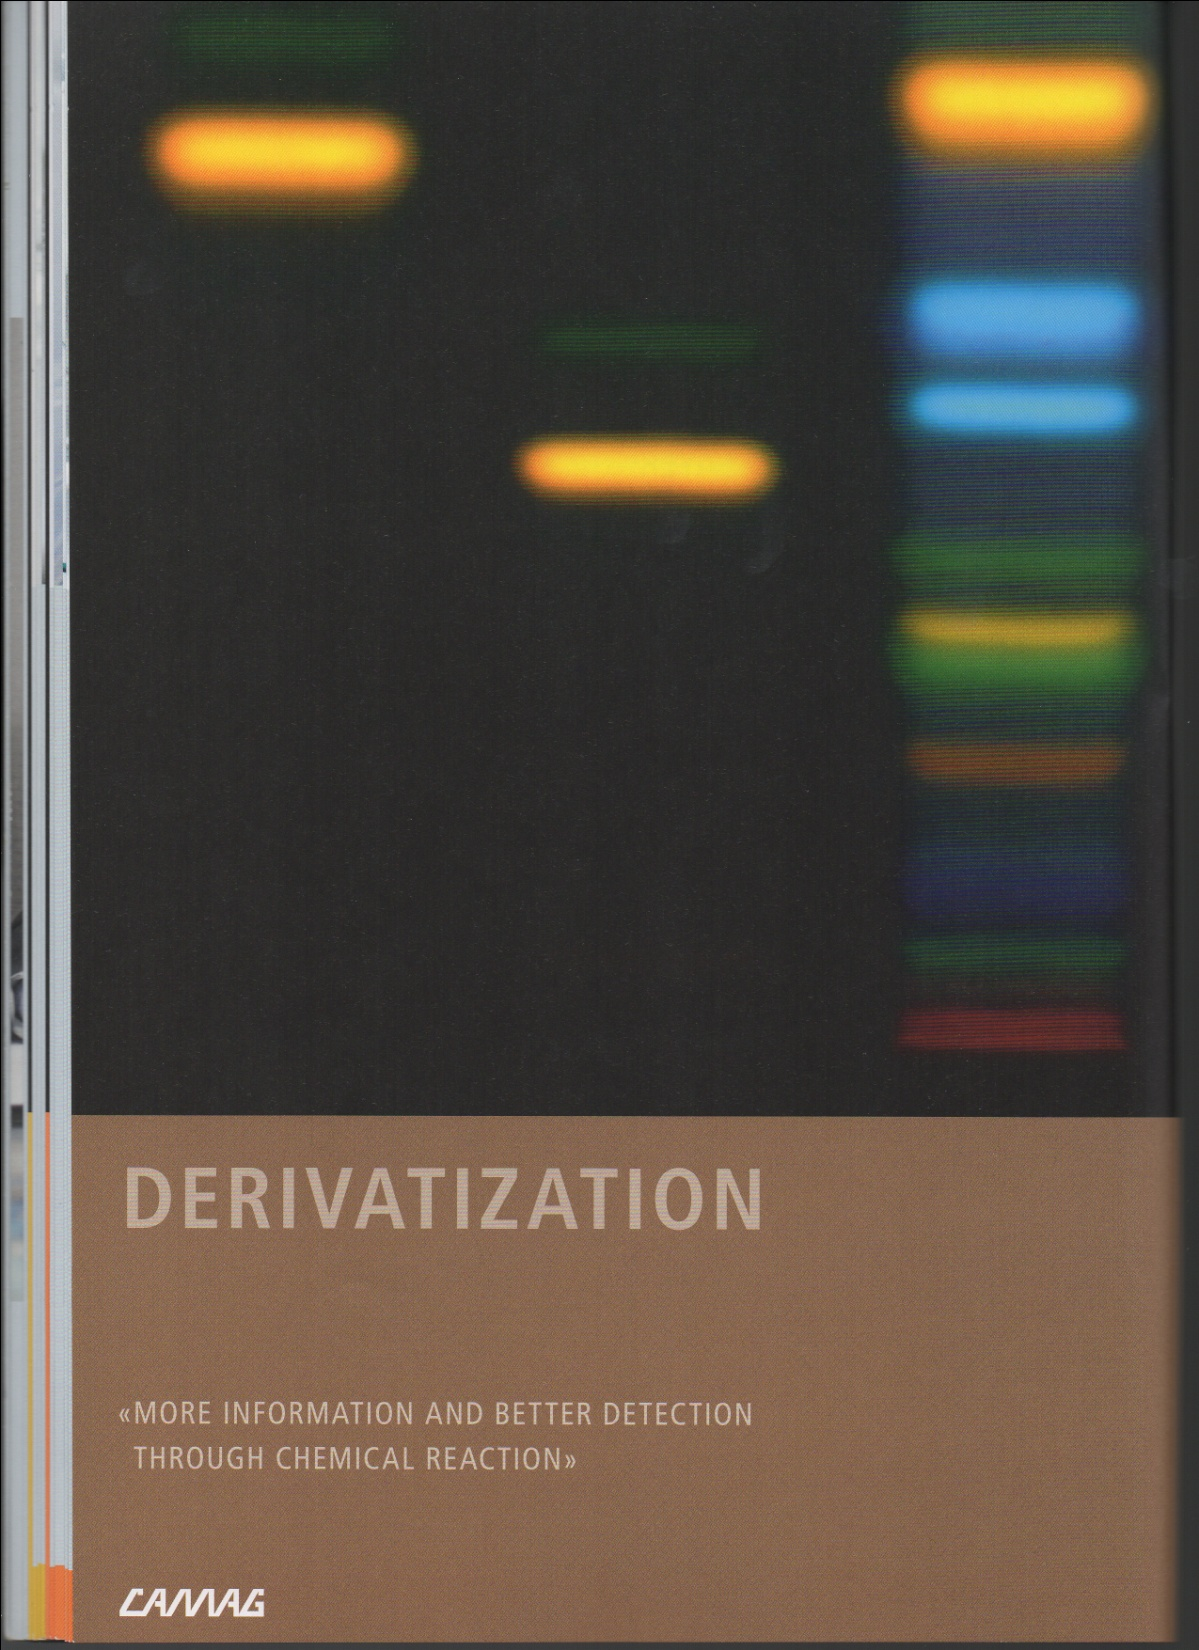 DERIVATIZATION
«MORE INFORMATION AND BETTER DETECTION
THROUGH CHEMICAL REACTION»
CAMAG